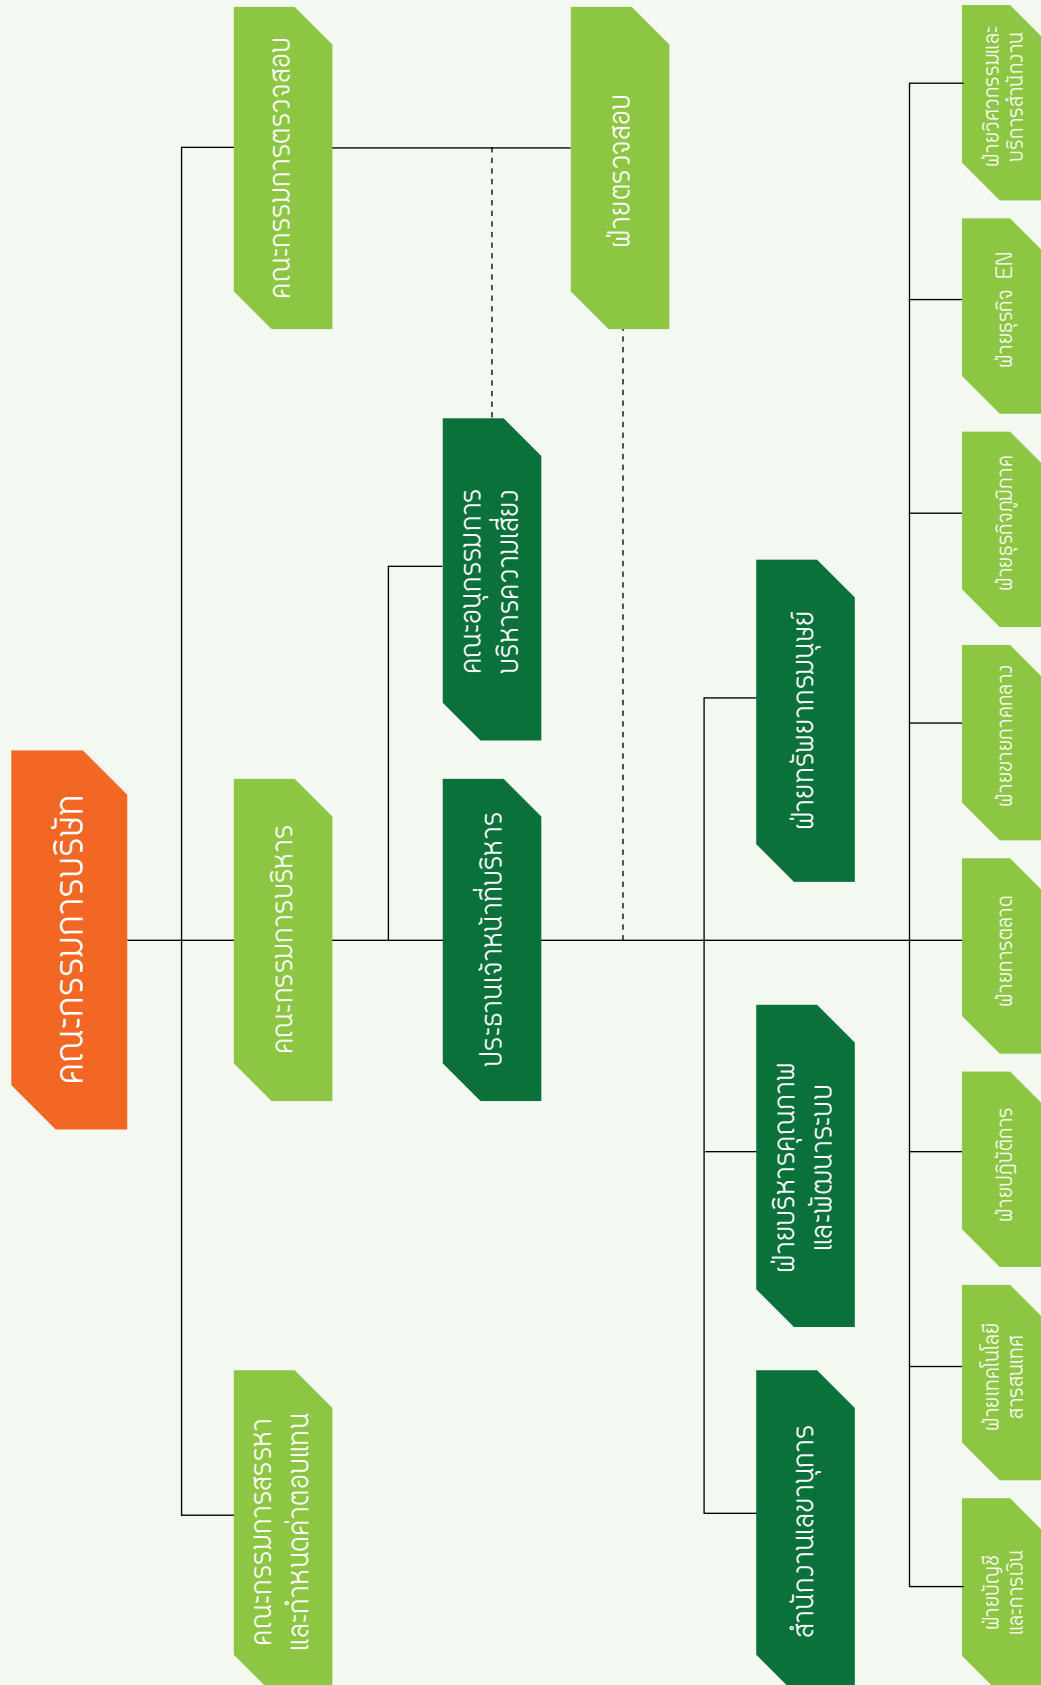 คณะกรรมการบริษัท
คณะกรรมการสรรหา
และกำหนดค่าตอบแทน
คณะกรรมการบริหาร
คณะกรรมการตรวจสอบ
ประธานเจ้าหน้าที่บริหาร
คณะอนุกรรมการ
บริหารความเสี่ยง
ฝ่ายตรวจสอบ
สำนักงานเลขานุการ
ฝ่ายบริหารคุณภาพ
และพัฒนาระบบ
ฝ่ายทรัพยากรมนุษย์
ฝ่ายบัญชี
และการเงิน
ฝ่ายเทคโนโลยี
สารสนเทศ
ฝ่ายปฏิบัติการ
ฝ่ายการตลาด
ฝ่ายขายภาคกลาง
ฝ่ายธุรกิจภูมิภาค
ฝ่ายธุรกิจ EN
ฝ่ายวิศวกรรมและ
บริการสำนักงาน